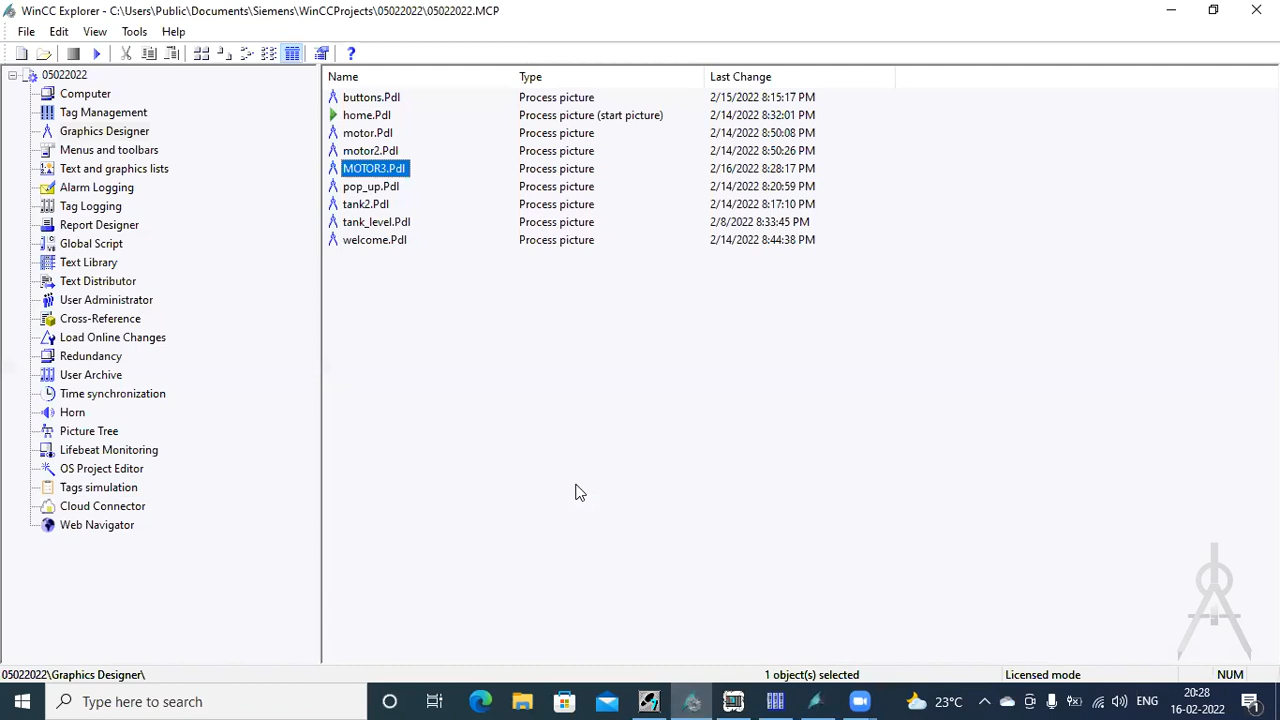 WinCC Explorer - C:\Users\Public\Documents\Siemens\WinCCProjects\05022022\05022022.MCP
File Edit View Tools Help
05022022
Computer
Tag Management
Graphics Designer
Menus and toolbars
Text and graphics lists
Alarm Logging
Tag Logging
Report Designer
Global Script
Text Library
Text Distributor
User Administrator
Cross-Reference
Load Online Changes
Redundancy
User Archive
Time synchronization
Horn
Picture Tree
Lifebeat Monitoring
OS Project Editor
Tags simulation
Cloud Connector
Web Navigator
Name Type Last Change
buttons.Pdl Process picture 2/15/2022 8:15:17 PM
home.Pdl Process picture (start picture) 2/14/2022 8:32:01 PM
motor.Pdl Process picture 2/14/2022 8:50:08 PM
motor2.Pdl Process picture 2/14/2022 8:50:26 PM
MOTOR3.Pdl Process picture 2/16/2022 8:28:17 PM
pop_up.Pdl Process picture 2/14/2022 8:20:59 PM
tank2.Pdl Process picture 2/14/2022 8:17:10 PM
tank_level.Pdl Process picture 2/8/2022 8:33:45 PM
welcome.Pdl Process picture 2/14/2022 8:44:38 PM
05022022\Graphics Designer\ 1 object(s) selected Licensed mode NUM
Type here to search 23°C ENG 20:28
16-02-2022 1